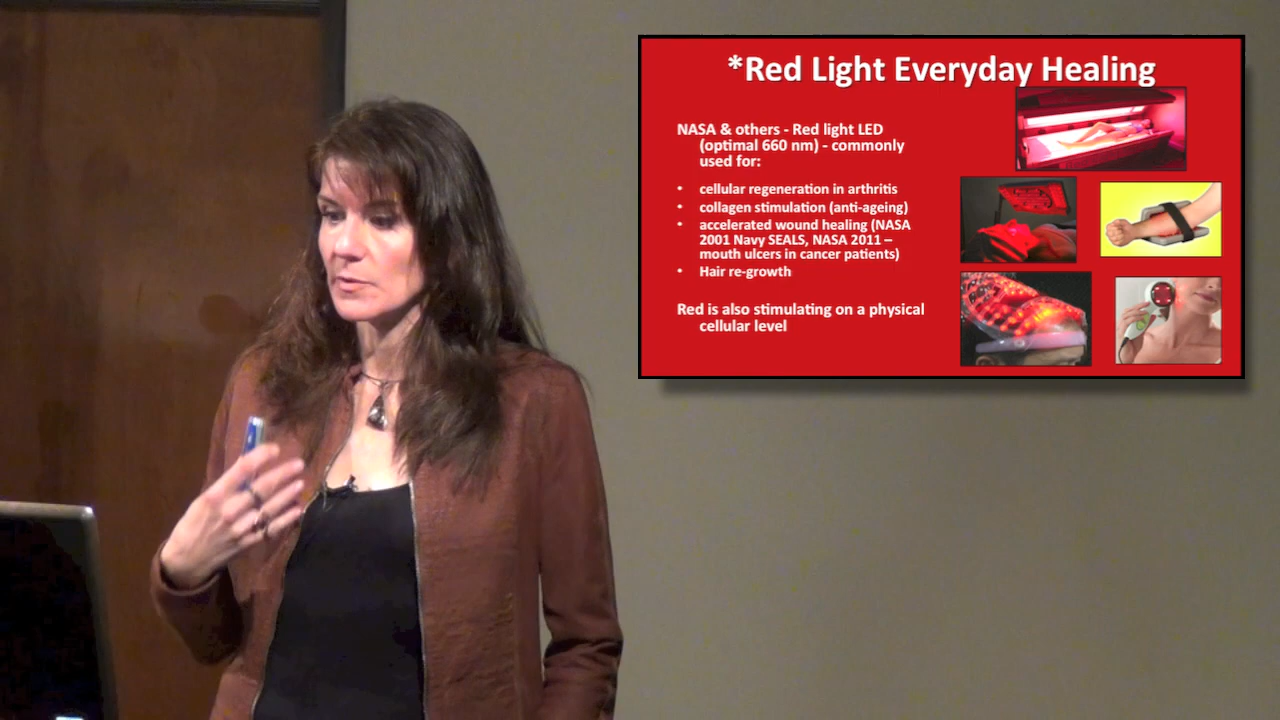 *Red Light Everyday Healing
NASA & others - Red light LED
(optimal 660 nm) - commonly
used for:
• cellular regeneration in arthritis
• collagen stimulation (anti-ageing)
• accelerated wound healing (NASA
2001 Navy SEALS, NASA 2011 –
mouth ulcers in cancer patients)
• Hair re-growth
Red is also stimulating on a physical
cellular level